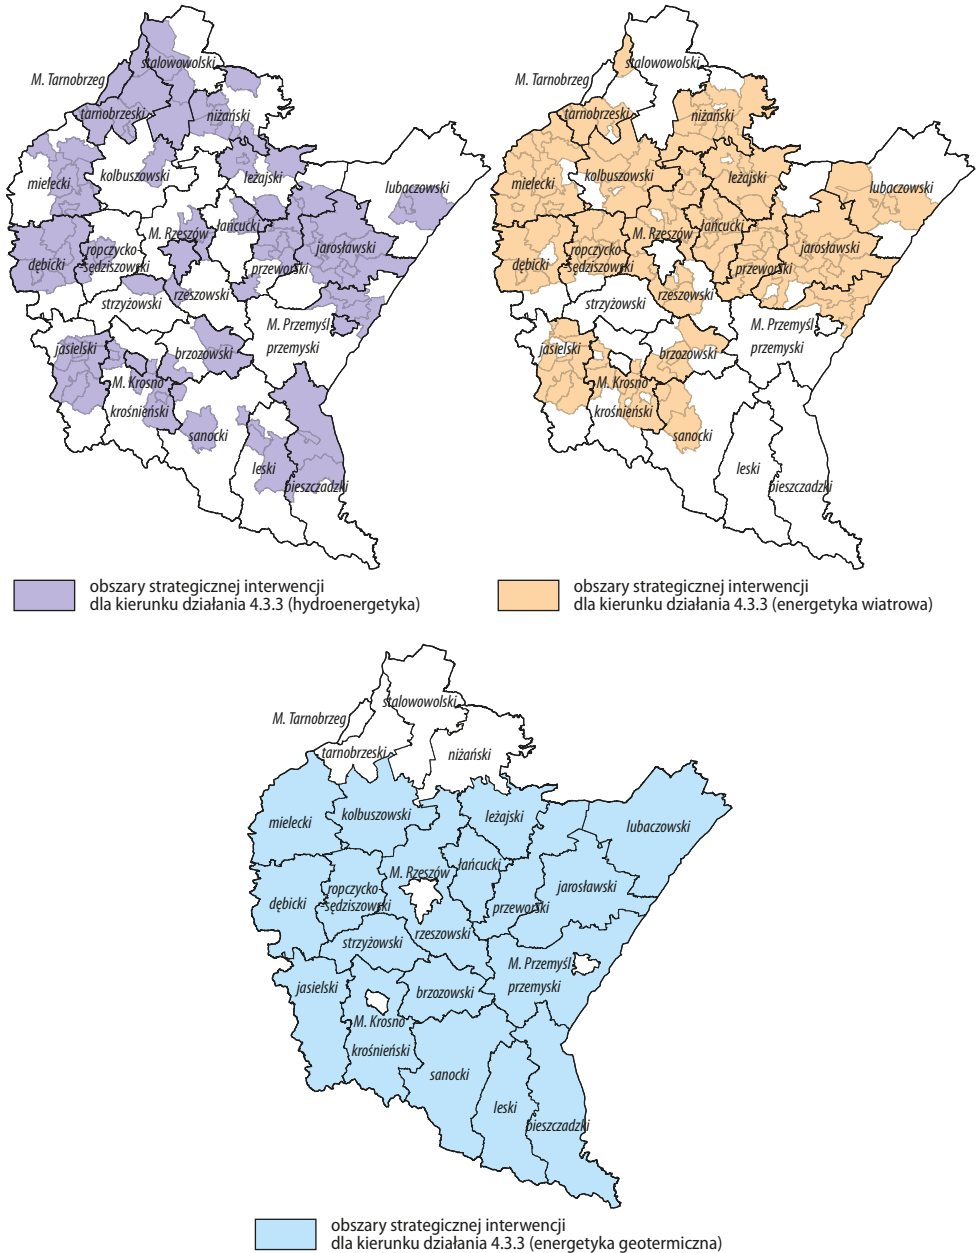 stalowowolski
M. Tarnobrzeg
tarnobrzeski
niżański
mielecki
kolbuszowski
leżajski
lubaczowski
M. Rzeszów
łańcucki
dębicki
ropczycko-
sędziszowski
przeworski
jarosławski
rzeszowski
strzyżowski
M. Przemyśl
przemyski
jasielski
brzozowski
M. Krosno
krośnieński
sanocki
leski
bieszczadzki
obszary strategicznej interwencji
dla kierunku działania 4.3.3 (hydroenergetyka)
stalowowolski
M. Tarnobrzeg
tarnobrzeski
niżański
mielecki
kolbuszowski
leżajski
lubaczowski
M. Rzeszów
łańcucki
dębicki
ropczycko-
sędziszowski
przeworski
jarosławski
rzeszowski
strzyżowski
M. Przemyśl
przemyski
jasielski
brzozowski
M. Krosno
krośnieński
sanocki
leski
bieszczadzki
obszary strategicznej interwencji
dla kierunku działania 4.3.3 (energetyka wiatrowa)
stalowowolski
M. Tarnobrzeg
tarnobrzeski
niżański
mielecki
kolbuszowski
leżajski
lubaczowski
M. Rzeszów
łańcucki
dębicki
ropczycko-
sędziszowski
przeworski
jarosławski
rzeszowski
strzyżowski
M. Przemyśl
przemyski
jasielski
brzozowski
M. Krosno
krośnieński
sanocki
leski
bieszczadzki
obszary strategicznej interwencji
dla kierunku działania 4.3.3 (energetyka geotermiczna)